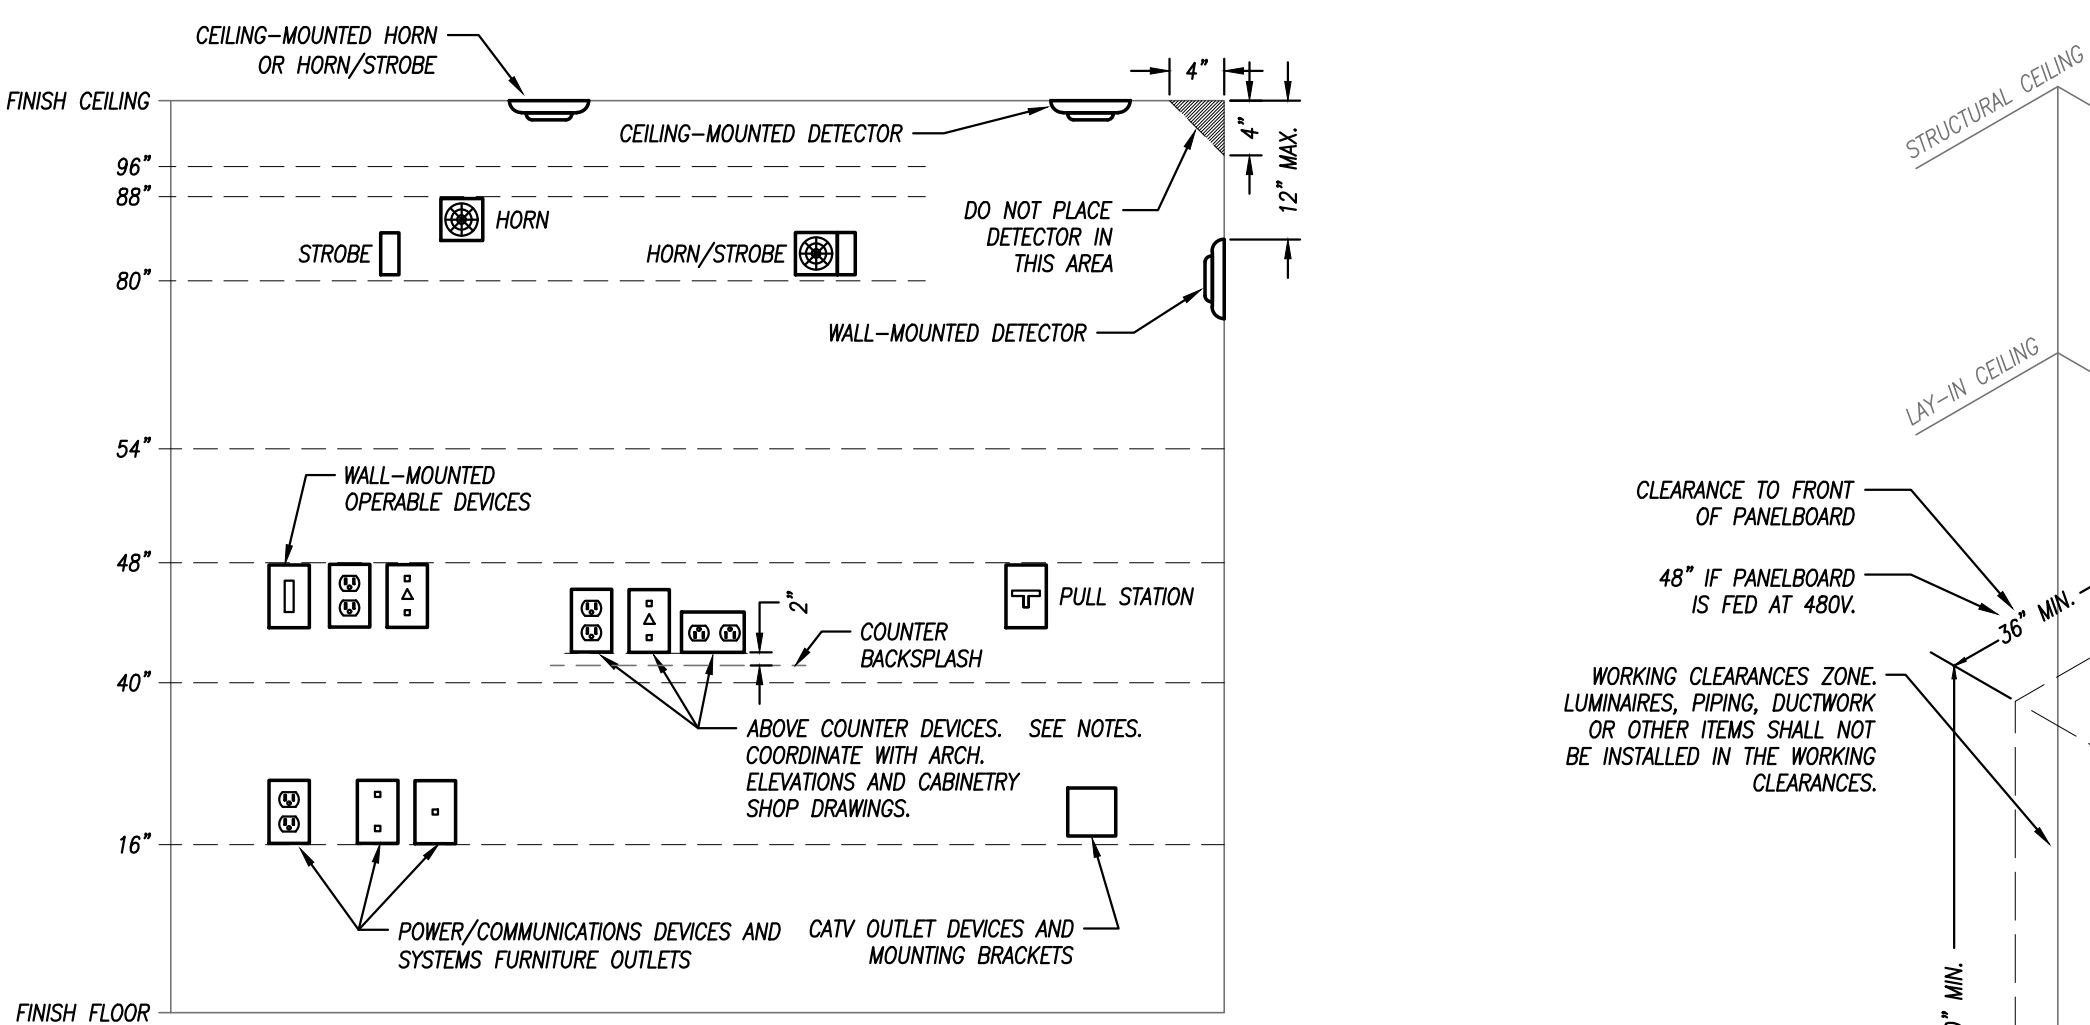 CEILING-MOUNTED HORN
OR HORN/STROBE
FINISH CEILING
CEILING-MOUNTED DETECTOR
4"
4"
12" MAX.
96"
88"
HORN
STROBE
HORN/STROBE
DO NOT PLACE
DETECTOR IN
THIS AREA
80"
WALL-MOUNTED DETECTOR
54"
WALL-MOUNTED
OPERABLE DEVICES
48"
2"
PULL STATION
COUNTER
BACKSPLASH
40"
ABOVE COUNTER DEVICES. SEE NOTES.
COORDINATE WITH ARCH.
ELEVATIONS AND CABINETRY
SHOP DRAWINGS.
16"
POWER/COMMUNICATIONS DEVICES AND
SYSTEMS FURNITURE OUTLETS
CATV OUTLET DEVICES AND
MOUNTING BRACKETS
FINISH FLOOR
STRUCTURAL CEILING
LAY-IN CEILING
CLEARANCE TO FRONT
OF PANELBOARD
48" IF PANELBOARD
IS FED AT 480V.
36" MIN.
WORKING CLEARANCES ZONE.
LUMINAIRES, PIPING, DUCTWORK
OR OTHER ITEMS SHALL NOT
BE INSTALLED IN THE WORKING
CLEARANCES.
" MIN.